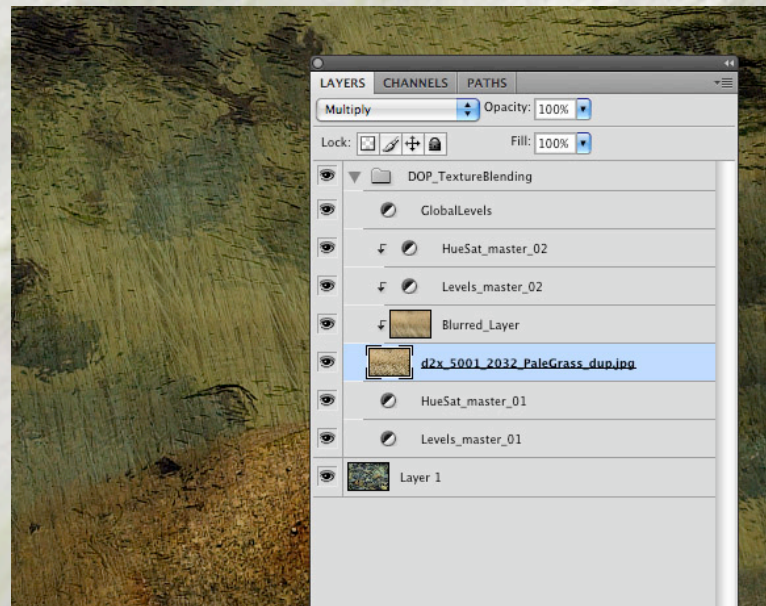 LAYERS CHANNELS PATHS
Multiply Opacity: 100%
Lock: Fill: 100%
DOP_TextureBlending
GlobalLevels
HueSat_master_02
Levels_master_02
Blurred_Layer
d2x_5001_2032_PaleGrass_dup.jpg
HueSat_master_01
Levels_master_01
Layer 1